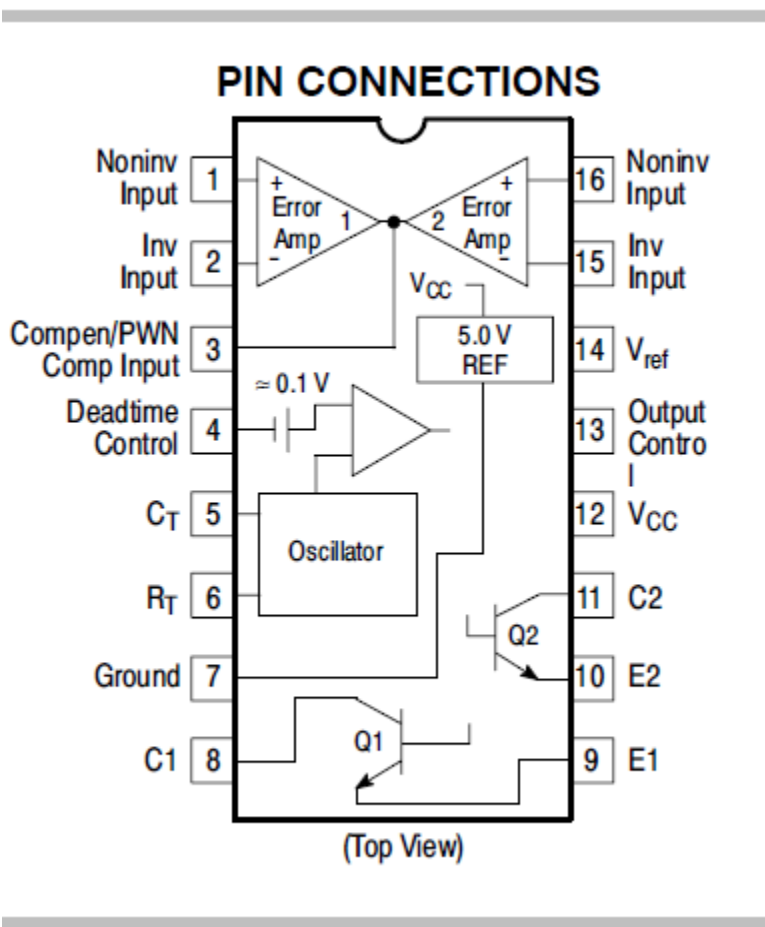 PIN CONNECTIONS
Noninv
Input
1
+
Error
Amp
-
1
2
+
Error
Amp
-
16
Noninv
Input
Inv
Input
2
15
Inv
Input
VCC
Compen/PWN
Comp Input
3
5.0 V
REF
14
Vref
≃ 0.1 V
Deadtime
Control
4
13
Output
Contro
l
CT
5
Oscillator
12
VCC
RT
6
11
C2
Q2
Ground
7
10
E2
C1
8
Q1
9
E1
(Top View)